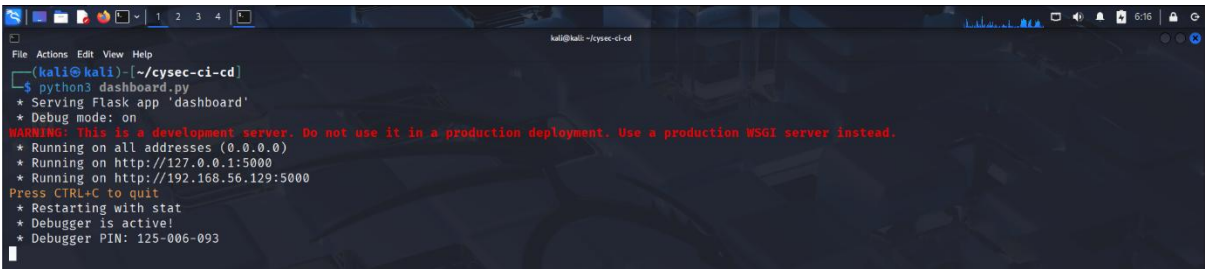 1 2 3 4
6:16
kali@kali: ~/cysec-ci-cd
File Actions Edit View Help
(kali㉿kali)-[~/cysec-ci-cd]
$ python3 dashboard.py
* Serving Flask app 'dashboard'
* Debug mode: on
WARNING: This is a development server. Do not use it in a production deployment. Use a production WSGI server instead.
* Running on all addresses (0.0.0.0)
* Running on http://127.0.0.1:5000
* Running on http://192.168.56.129:5000
Press CTRL+C to quit
* Restarting with stat
* Debugger is active!
* Debugger PIN: 125-006-093